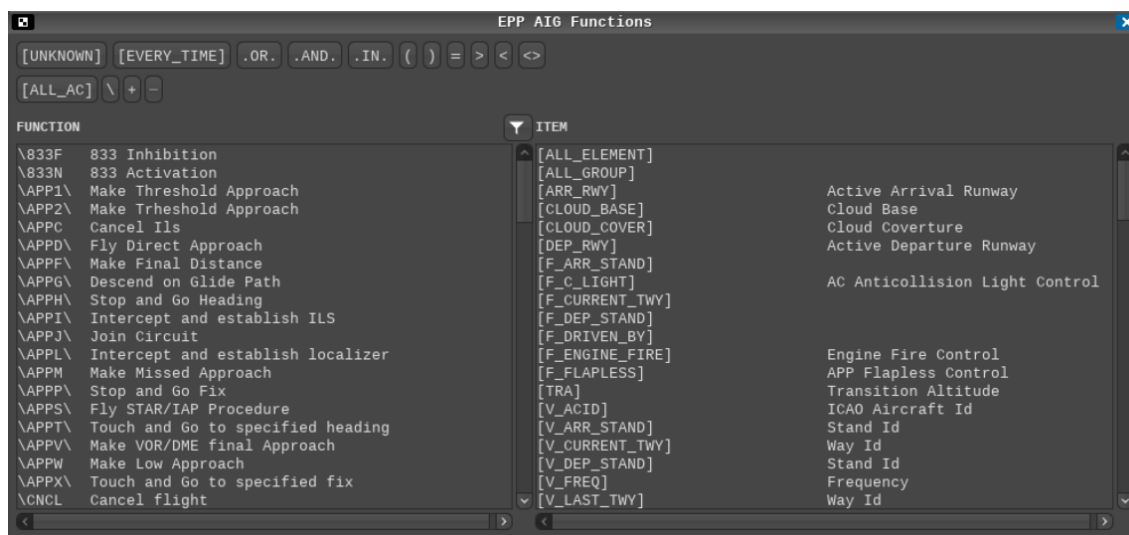 EPP AIG Functions
[UNKNOWN] [EVERY_TIME] .OR. .AND. .IN. ( ) = > < <>
[ALL_AC] \ + −
FUNCTION
\833F 833 Inhibition
\833N 833 Activation
\APP1\ Make Threshold Approach
\APP2\ Make Trheshold Approach
\APPC Cancel Ils
\APPD\ Fly Direct Approach
\APPF\ Make Final Distance
\APPG\ Descend on Glide Path
\APPH\ Stop and Go Heading
\APPI\ Intercept and establish ILS
\APPJ\ Join Circuit
\APPL\ Intercept and establish localizer
\APPM Make Missed Approach
\APPP\ Stop and Go Fix
\APPS\ Fly STAR/IAP Procedure
\APPT\ Touch and Go to specified heading
\APPV\ Make VOR/DME final Approach
\APPW Make Low Approach
\APPX\ Touch and Go to specified fix
\CNCL Cancel flight
ITEM
[ALL_ELEMENT]
[ALL_GROUP]
[ARR_RWY] Active Arrival Runway
[CLOUD_BASE] Cloud Base
[CLOUD_COVER] Cloud Coverture
[DEP_RWY] Active Departure Runway
[F_ARR_STAND]
[F_C_LIGHT] AC Anticollision Light Control
[F_CURRENT_TWY]
[F_DEP_STAND]
[F_DRIVEN_BY]
[F_ENGINE_FIRE] Engine Fire Control
[F_FLAPLESS] APP Flapless Control
[TRA] Transition Altitude
[V_ACID] ICAO Aircraft Id
[V_ARR_STAND] Stand Id
[V_CURRENT_TWY] Way Id
[V_DEP_STAND] Stand Id
[V_FREQ] Frequency
[V_LAST_TWY] Way Id